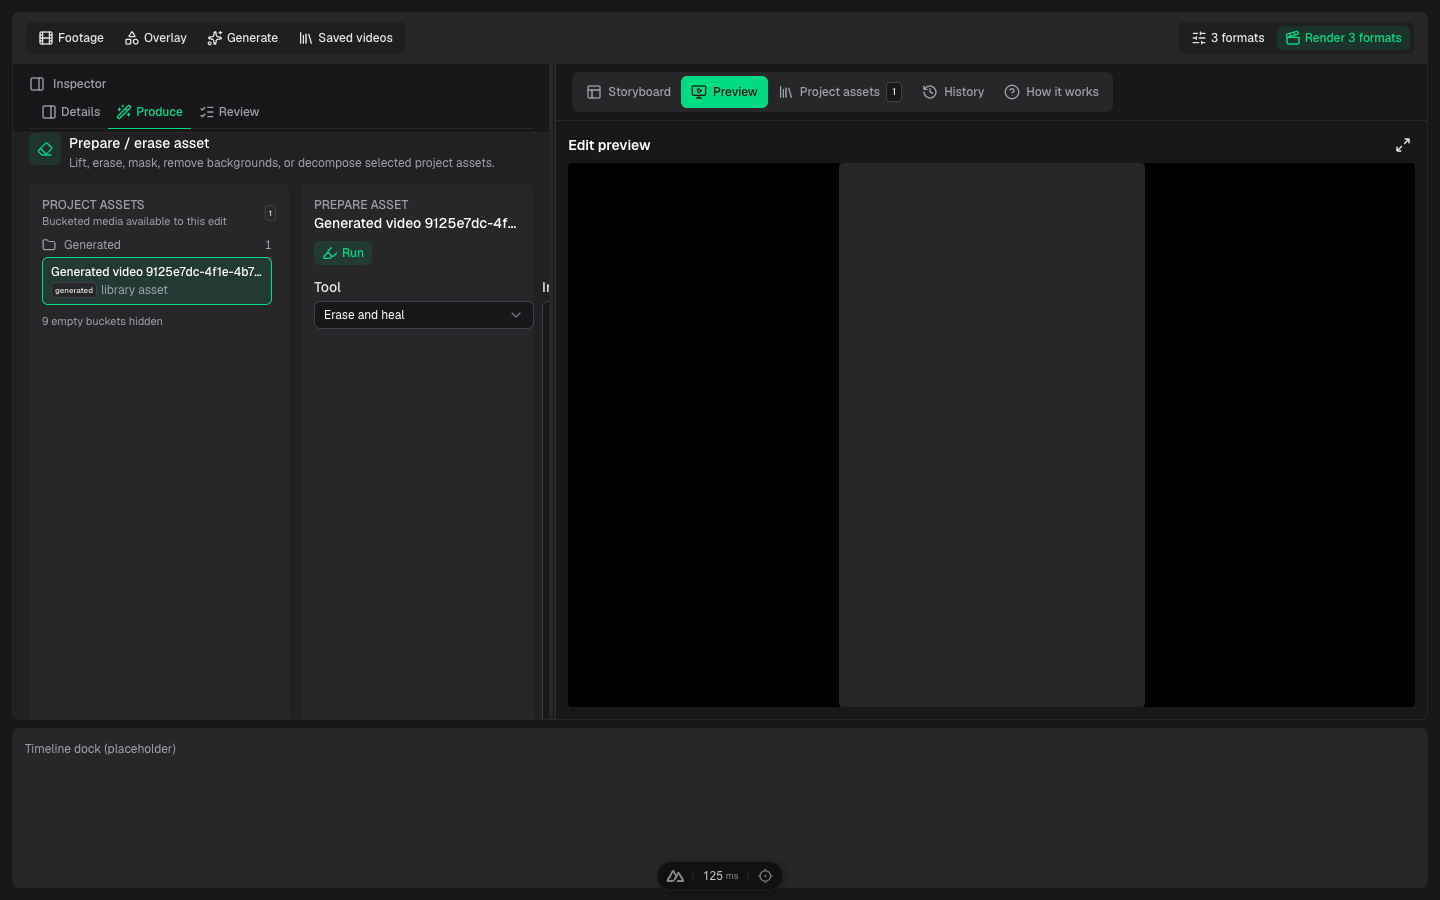 Footage
Overlay
Generate
Saved videos
3 formats
Render 3 formats
Inspector
Details
Produce
Review
Storyboard
Preview
Project assets 1
History
How it works
Prepare / erase asset
Lift, erase, mask, remove backgrounds, or decompose selected project assets.
PROJECT ASSETS
Bucketed media available to this edit
1
Generated 1
Generated video 9125e7dc-4f1e-4b7...
generated library asset
9 empty buckets hidden
PREPARE ASSET
Generated video 9125e7dc-4f...
Run
Tool
Erase and heal
Edit preview
Timeline dock (placeholder)
125 ms